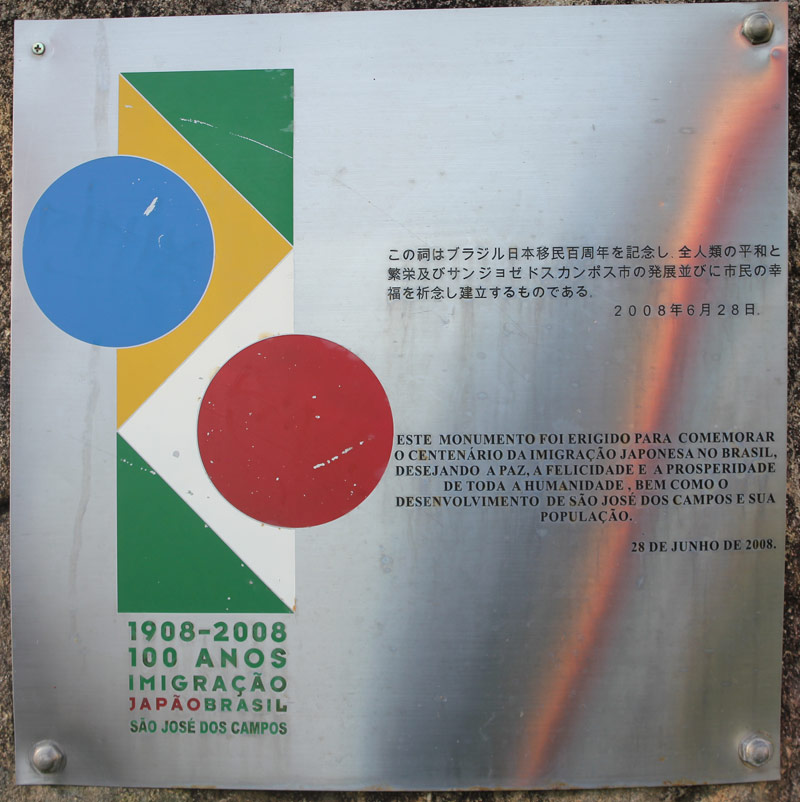 この祠はブラジル日本移民百周年を記念し、全人類の平和と
繁栄及びサンジョゼドスカンポス市の発展並びに市民の幸
福を祈念し建立するものである。
２００８年６月２８日.
ESTE MONUMENTO FOI ERIGIDO PARA COMEMORAR
O CENTENÁRIO DA IMIGRAÇÃO JAPONESA NO BRASIL,
DESEJANDO A PAZ, A FELICIDADE E A PROSPERIDADE
DE TODA A HUMANIDADE , BEM COMO O
DESENVOLVIMENTO DE SÃO JOSÉ DOS CAMPOS E SUA
POPULAÇÃO.
28 DE JUNHO DE 2008.
1908-2008
100 ANOS
IMIGRAÇÃO
JAPÃOBRASIL
SÃO JOSÉ DOS CAMPOS